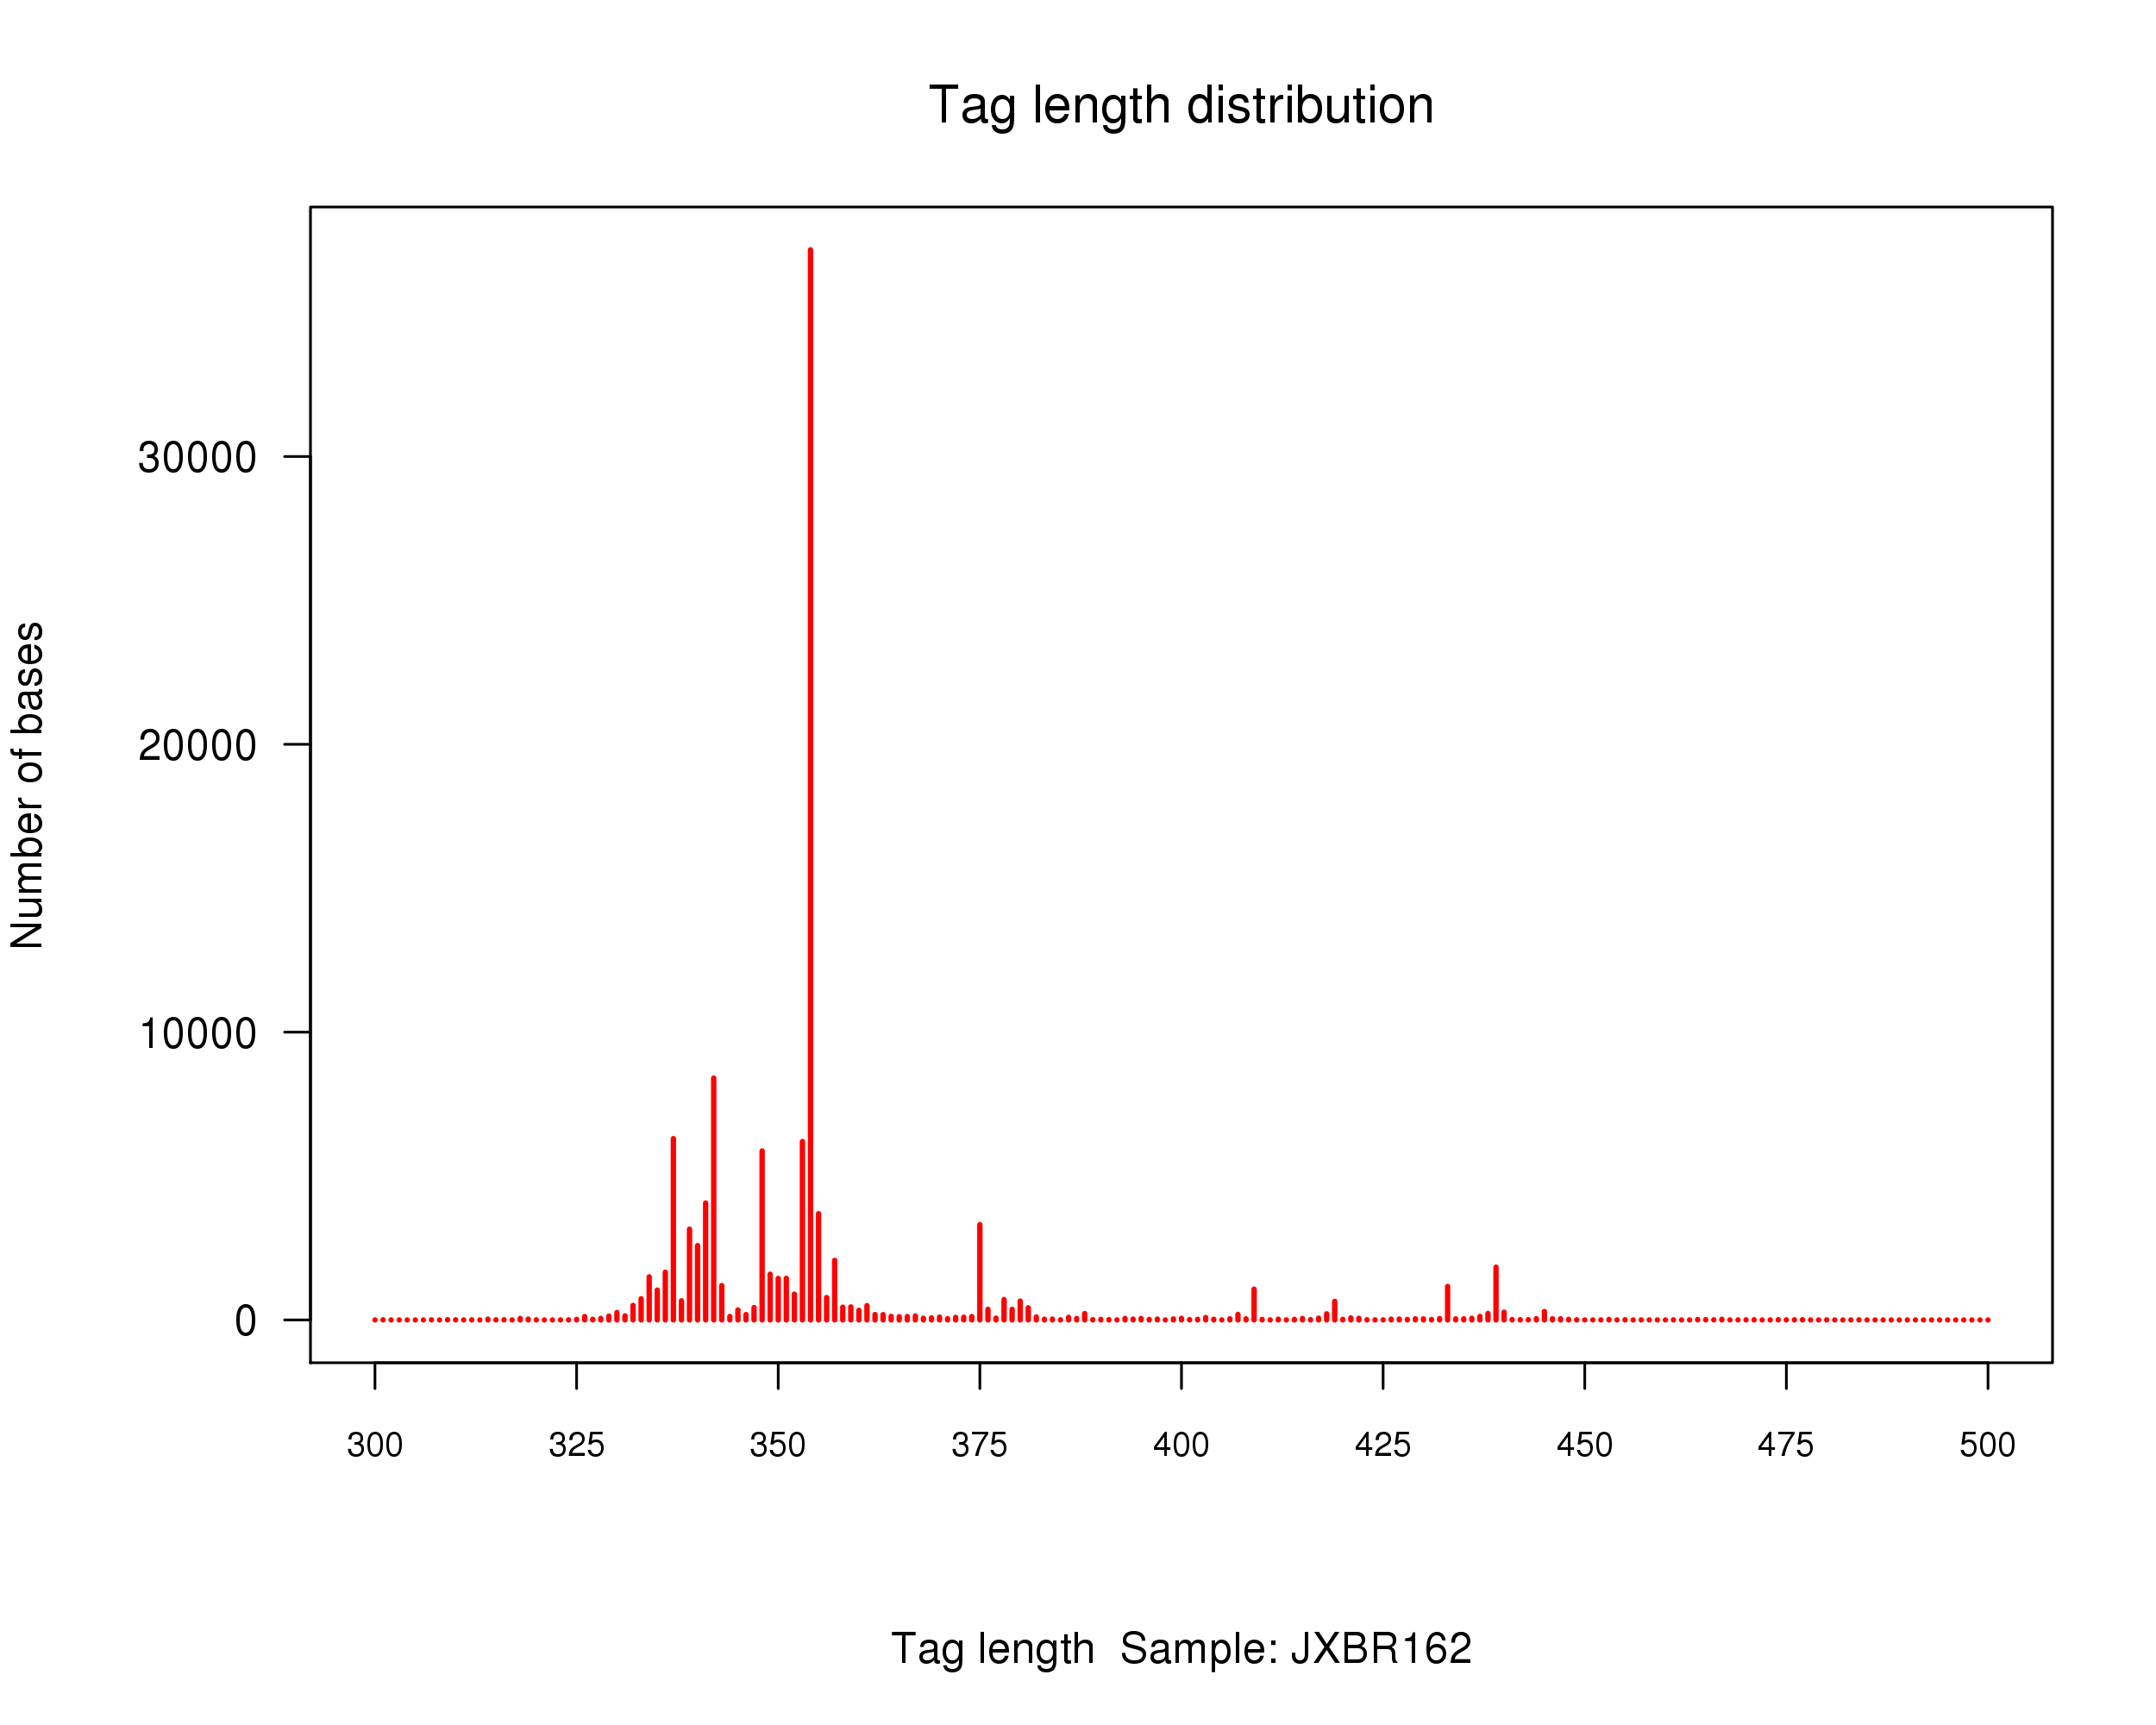 Tag length distribution
Number of bases
30000
20000
10000
0
300 325 350 375 400 425 450 475 500
Tag length  Sample: JXBR162